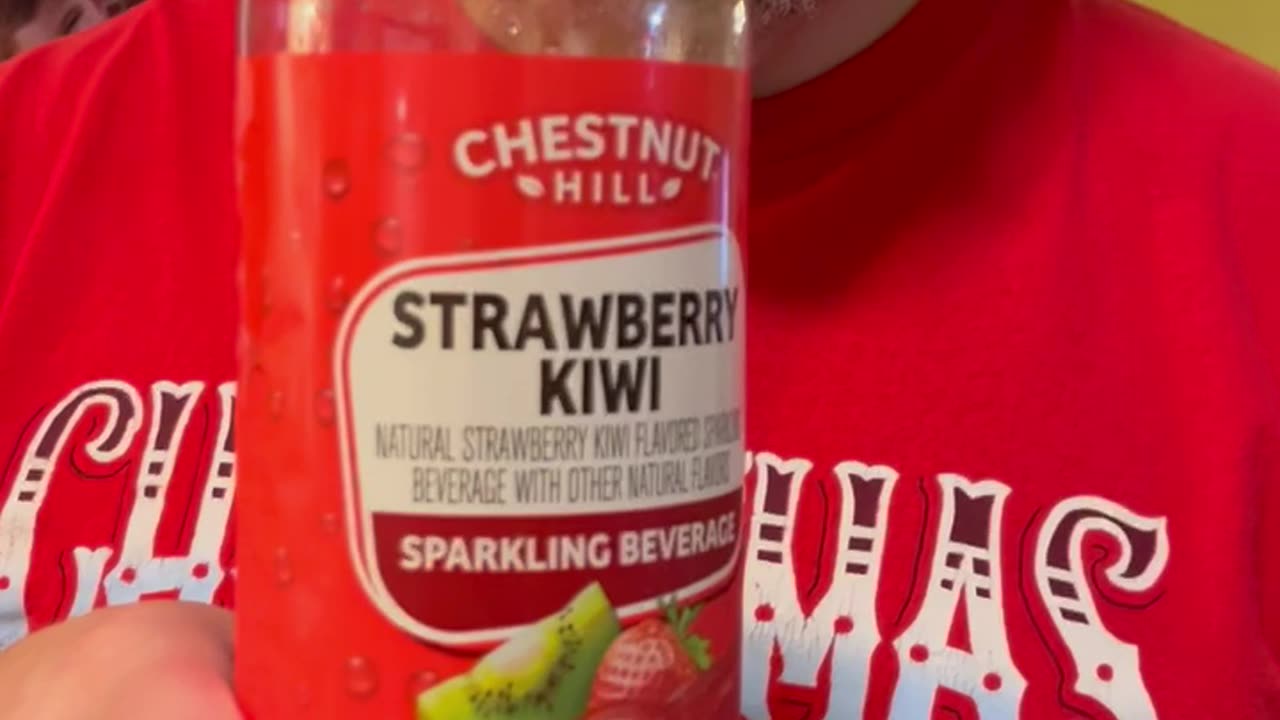 CHESTNUT
HILL
STRAWBERRY
KIWI
NATURAL STRAWBERRY KIWI FLAVORED
BEVERAGE WITH OTHER NATURAL
SPARKLING BEVERAGE